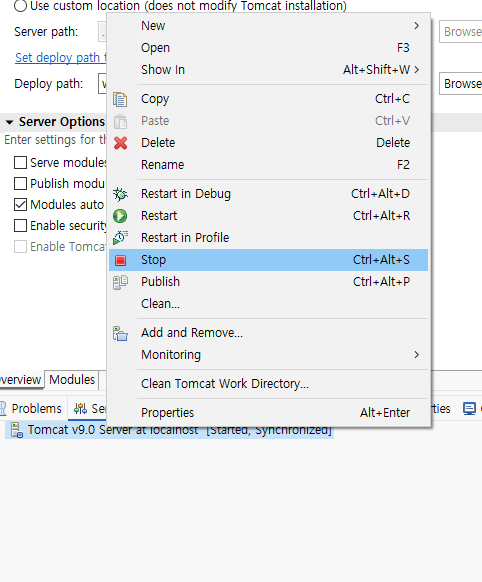 Use custom location (does not modify Tomcat installation)
Server path:
Browse
Set deploy path
Deploy path:
Browse
New
Open F3
Show In Alt+Shift+W
Copy Ctrl+C
Paste Ctrl+V
Delete Delete
Rename F2
Restart in Debug Ctrl+Alt+D
Restart Ctrl+Alt+R
Restart in Profile
Stop Ctrl+Alt+S
Publish Ctrl+Alt+P
Clean...
Add and Remove...
Monitoring
Clean Tomcat Work Directory...
Properties Alt+Enter
Server Options
Enter settings for th
Serve modules
Publish modu
Modules auto
Enable security
Enable Tomca
Overview Modules
Problems Se rties
Tomcat v9.0 Server at localhost [Started, Synchronized]